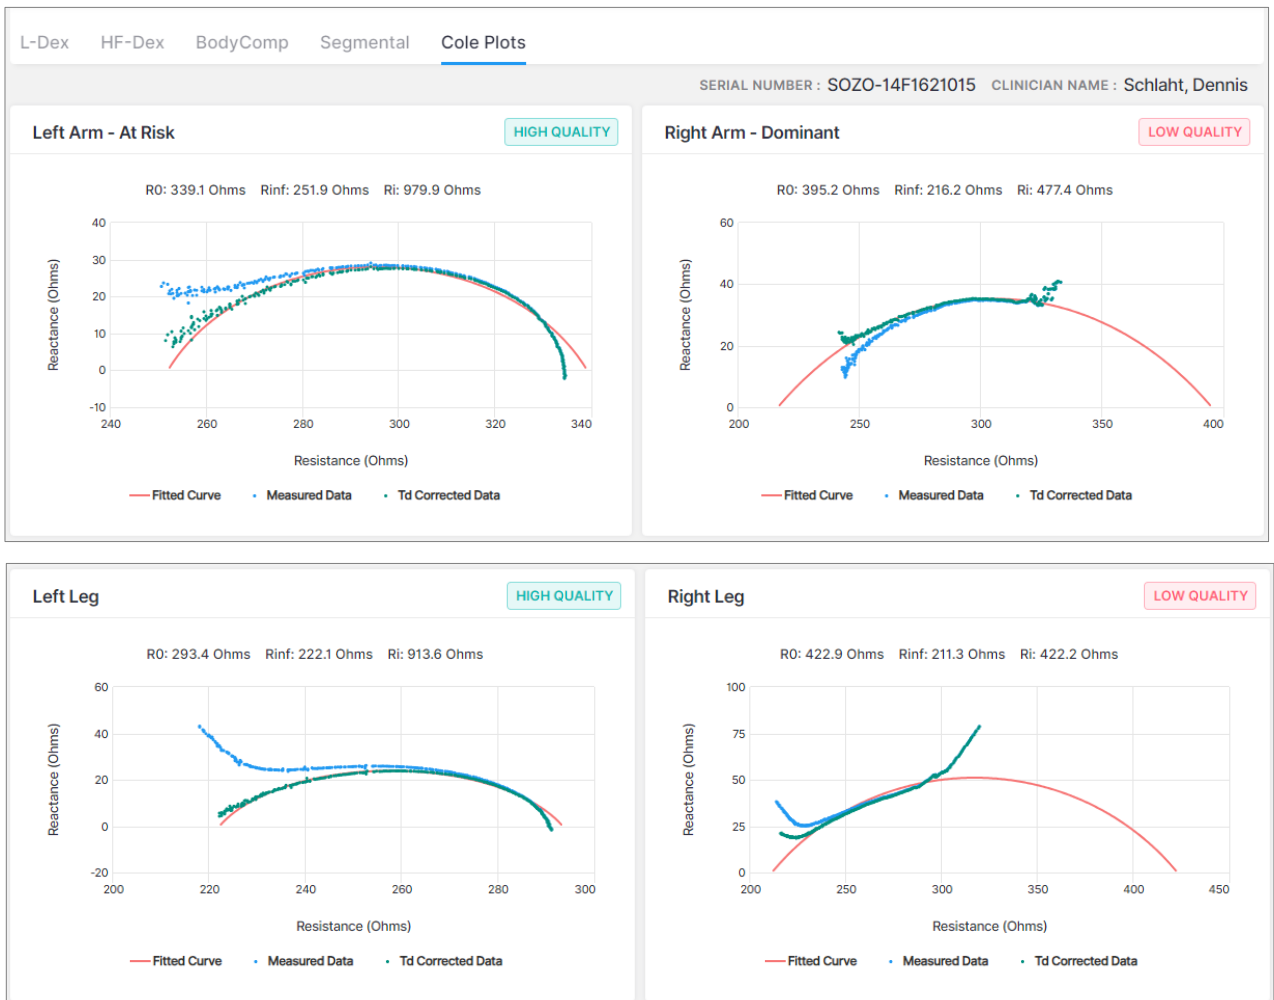 L-Dex HF-Dex BodyComp Segmental Cole Plots
SERIAL NUMBER : SOZO-14F1621015 CLINICIAN NAME : Schlaht, Dennis
Left Arm - At Risk HIGH QUALITY
R0: 339.1 Ohms Rinf: 251.9 Ohms Ri: 979.9 Ohms
Reactance (Ohms)
40
30
20
10
0
-10
240 260 280 300 320 340
Resistance (Ohms)
Fitted Curve Measured Data Td Corrected Data
Right Arm - Dominant LOW QUALITY
R0: 395.2 Ohms Rinf: 216.2 Ohms Ri: 477.4 Ohms
Reactance (Ohms)
60
40
20
0
200 250 300 350 400
Resistance (Ohms)
Fitted Curve Measured Data Td Corrected Data
Left Leg HIGH QUALITY
R0: 293.4 Ohms Rinf: 222.1 Ohms Ri: 913.6 Ohms
Reactance (Ohms)
60
40
20
0
-20
200 220 240 260 280 300
Resistance (Ohms)
Fitted Curve Measured Data Td Corrected Data
Right Leg LOW QUALITY
R0: 422.9 Ohms Rinf: 211.3 Ohms Ri: 422.2 Ohms
Reactance (Ohms)
100
75
50
25
0
200 250 300 350 400 450
Resistance (Ohms)
Fitted Curve Measured Data Td Corrected Data